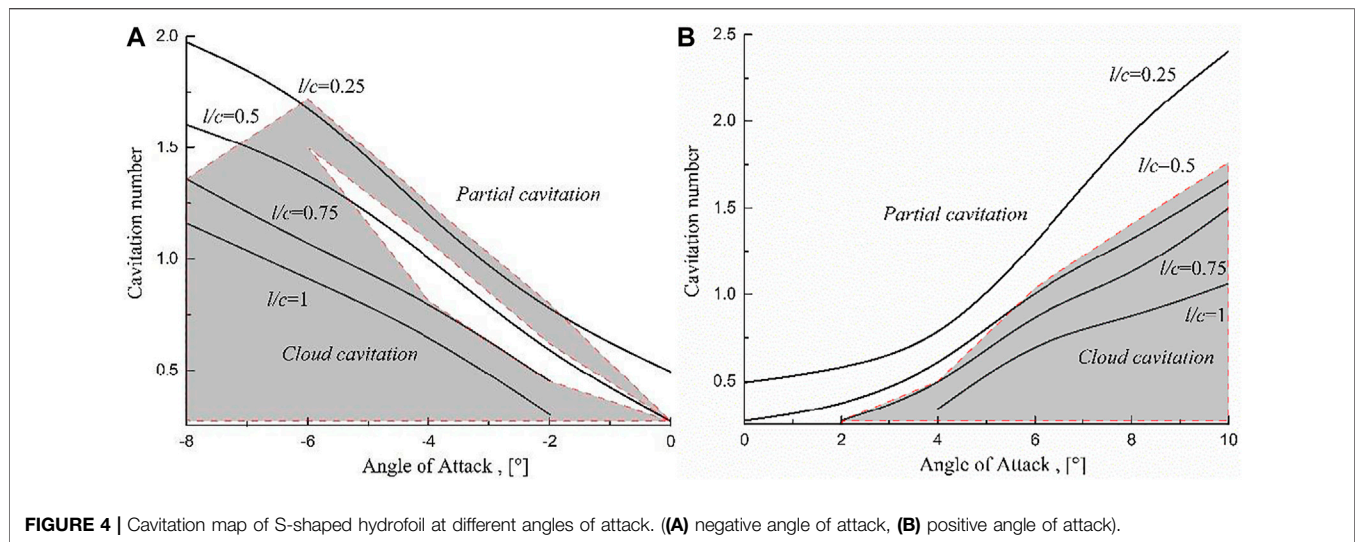 A
2.0
1.5
1.0
0.5
Cavitation number
l/c=0.25
l/c=0.5
l/c=0.75
l/c=1
Partial cavitation
Cloud cavitation
-8
-6
-4
-2
0
Angle of Attack , [°]
B
2.5
2.0
1.5
1.0
0.5
Cavitation number
l/c=0.25
l/c−0.5
l/c=0.75
l/c=1
Partial cavitation
Cloud cavitation
0
2
4
6
8
10
Angle of Attack , [°]
FIGURE 4 | Cavitation map of S-shaped hydrofoil at different angles of attack. ((A) negative angle of attack, (B) positive angle of attack).